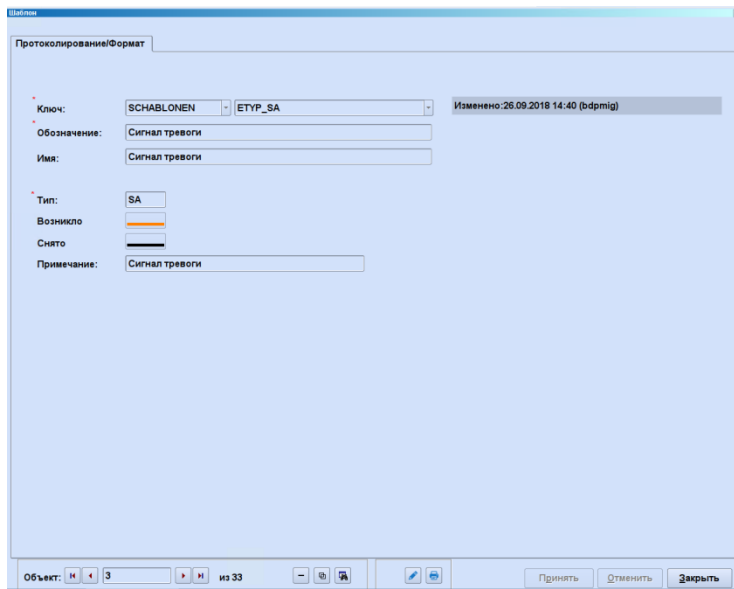 Шаблон
Протоколирование/Формат
* Ключ: SCHABLONEN ETYP_SA Изменено:26.09.2018 14:40 (bdpmig)
* Обозначение: Сигнал тревоги
Имя: Сигнал тревоги
* Тип: SA
Возникло
Снято
Примечание: Сигнал тревоги
Объект: 3 из 33 Принять Отменить Закрыть